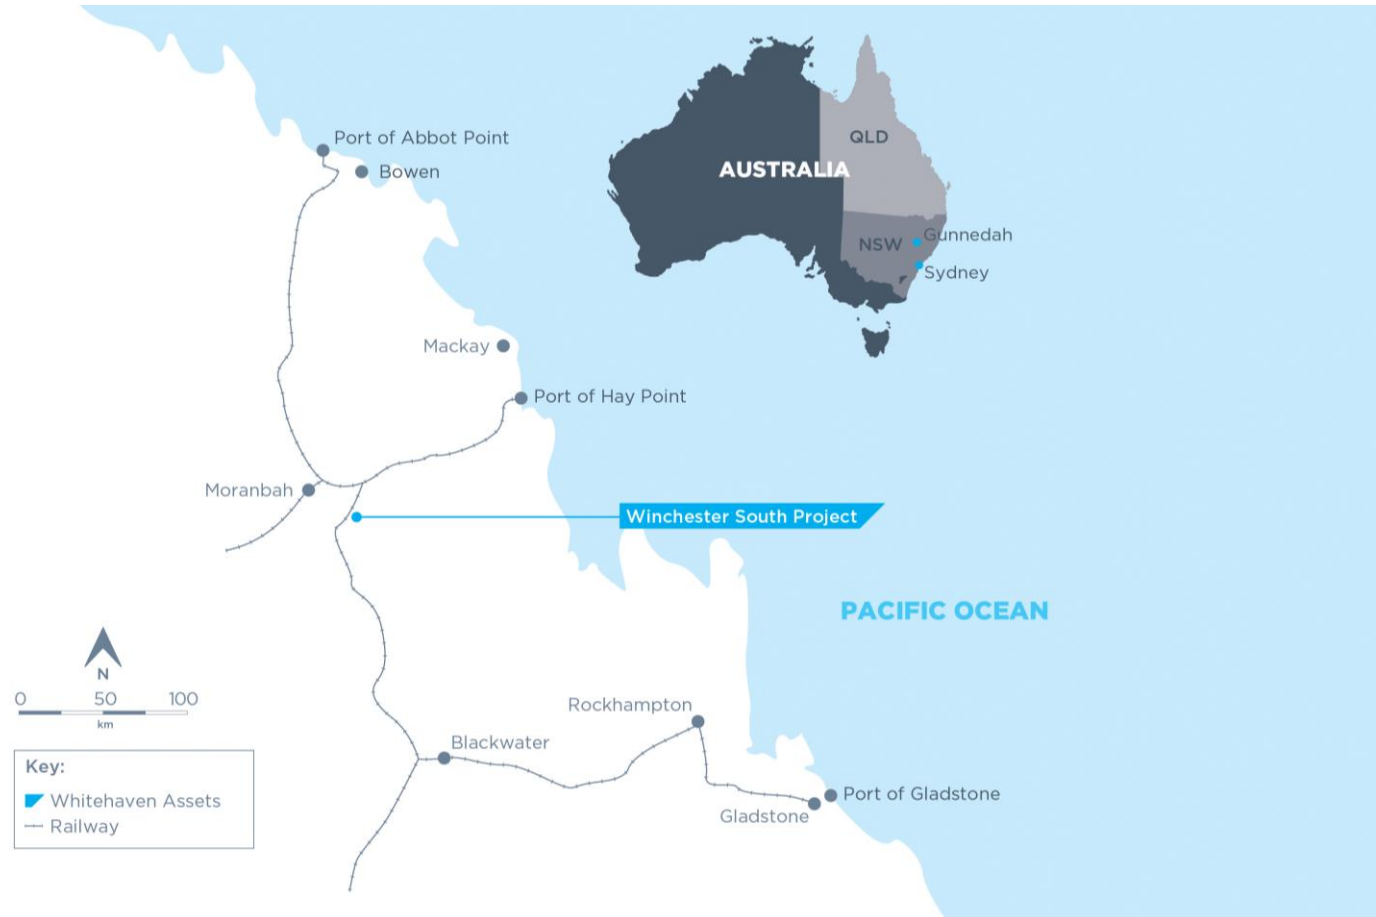 Port of Abbot Point
Bowen
QLD
AUSTRALIA
NSW
Gunnedah
Sydney
Mackay
Port of Hay Point
Moranbah
Winchester South Project
PACIFIC OCEAN
N
0 50 100
km
Rockhampton
Blackwater
Port of Gladstone
Gladstone
Key:
Whitehaven Assets
Railway